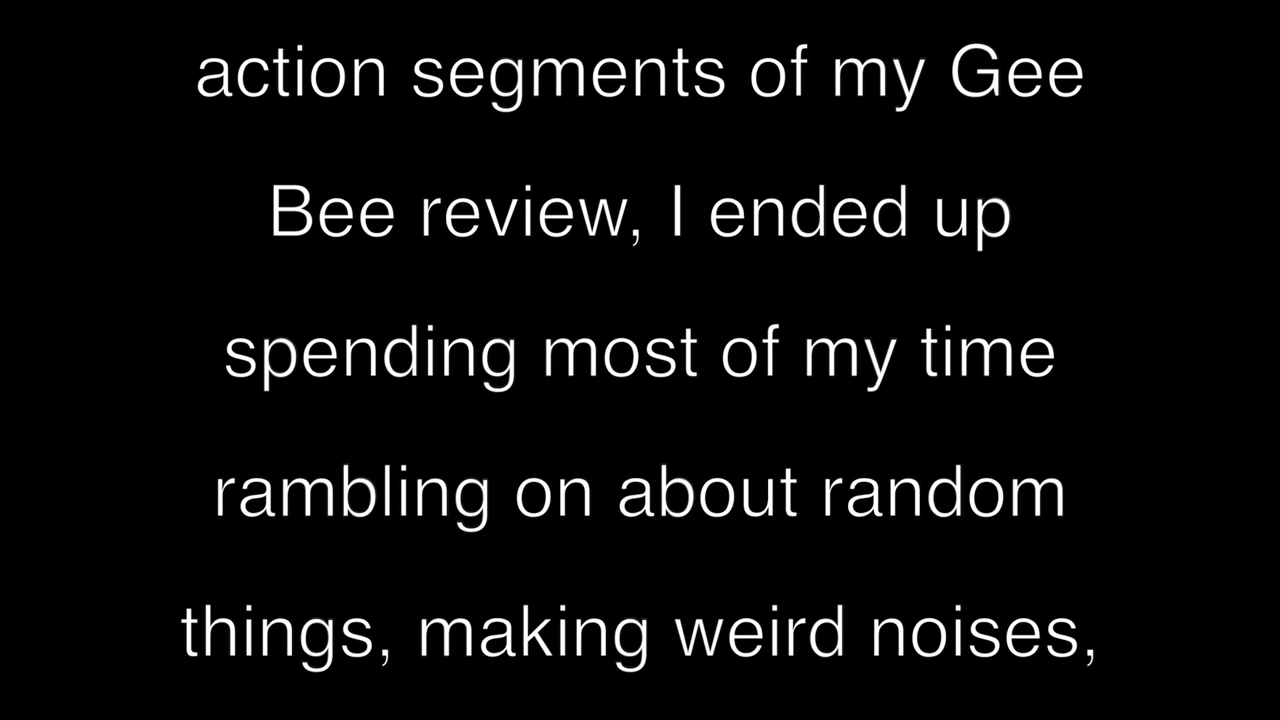 action segments of my Gee
Bee review, I ended up
spending most of my time
rambling on about random
things, making weird noises,